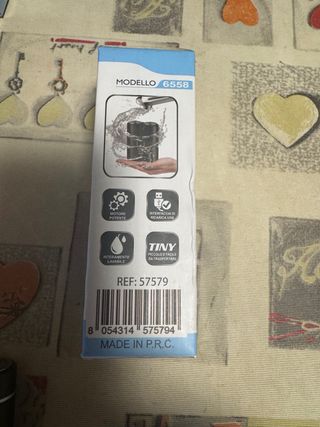 MODELLO 6558
MOTORE
POTENTE
INTERFACCIA DI
RICARICA USB
INTERAMENTE
LAVABILE
TINY
PICCOLO E FACILE
DA TRASPORTARE
REF: 57579
8 054314 575794
MADE IN P.R.C.